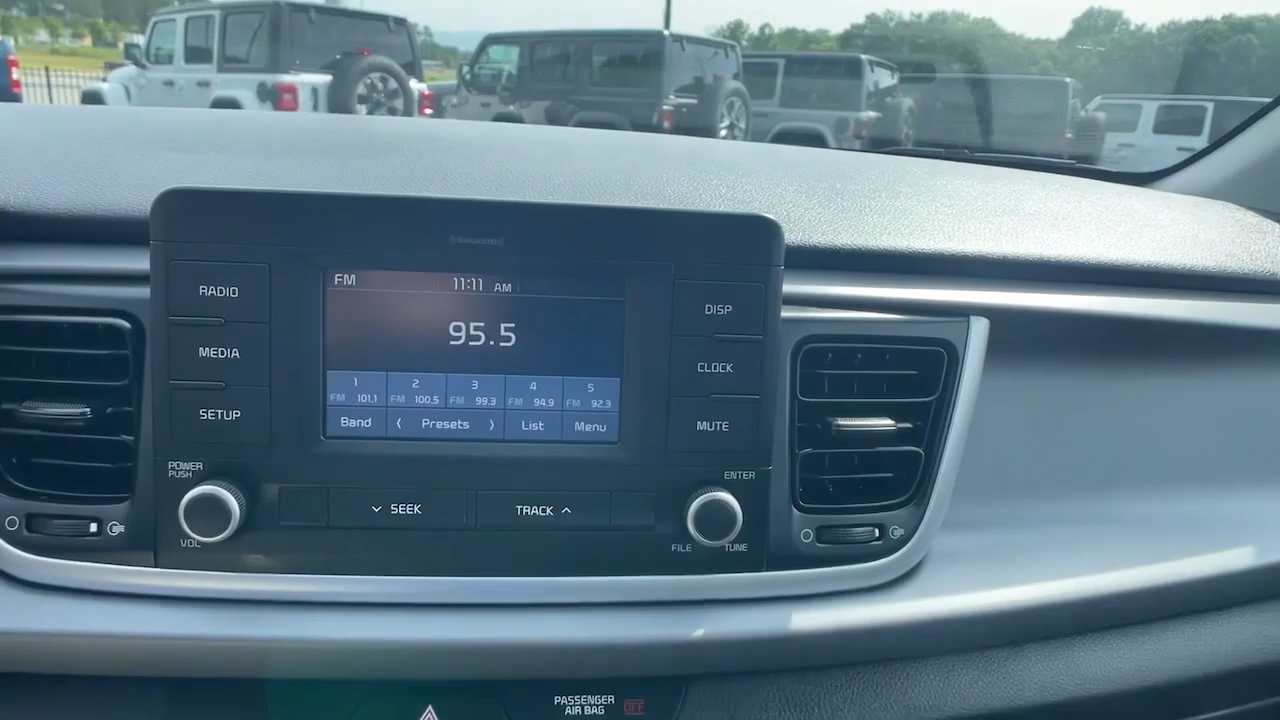 ((SiriusXM))
FM 11:11 AM
95.5
1 2 3 4 5
FM 101.1 FM 100.5 FM 99.3 FM 94.9 FM 92.3
Band < Presets > List Menu
RADIO
MEDIA
SETUP
DISP
CLOCK
MUTE
POWER
PUSH
VOL
SEEK
TRACK
ENTER
FILE TUNE
PASSENGER
AIR BAG OFF